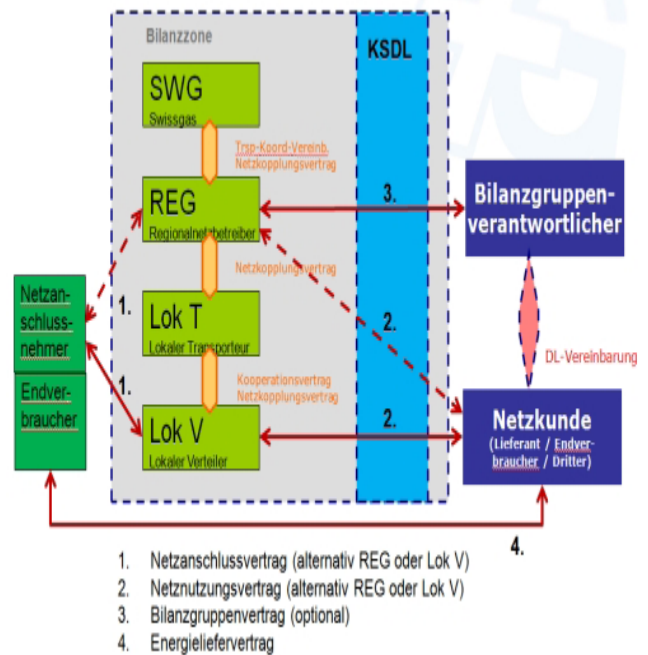 Bilanzzone
KSDL
SWG
Swissgas
Trsp-Koord-Vereinb.
Netzkopplungsvertrag
REG
Regionalnetzbetreiber
3.
Bilanzgruppen-
verantwortlicher
Netzkopplungsvertrag
Netzan-
schluss-
nehmer
1.
Lok T
Lokaler Transporteur
2.
DL-Vereinbarung
Endver-
braucher
1.
Kooperationsvertrag
Netzkopplungsvertrag
Lok V
Lokaler Verteiler
2.
Netzkunde
(Lieferant / Endver-
braucher / Dritter)
4.
1. Netzanschlussvertrag (alternativ REG oder Lok V)
2. Netznutzungsvertrag (alternativ REG oder Lok V)
3. Bilanzgruppenvertrag (optional)
4. Energieliefervertrag